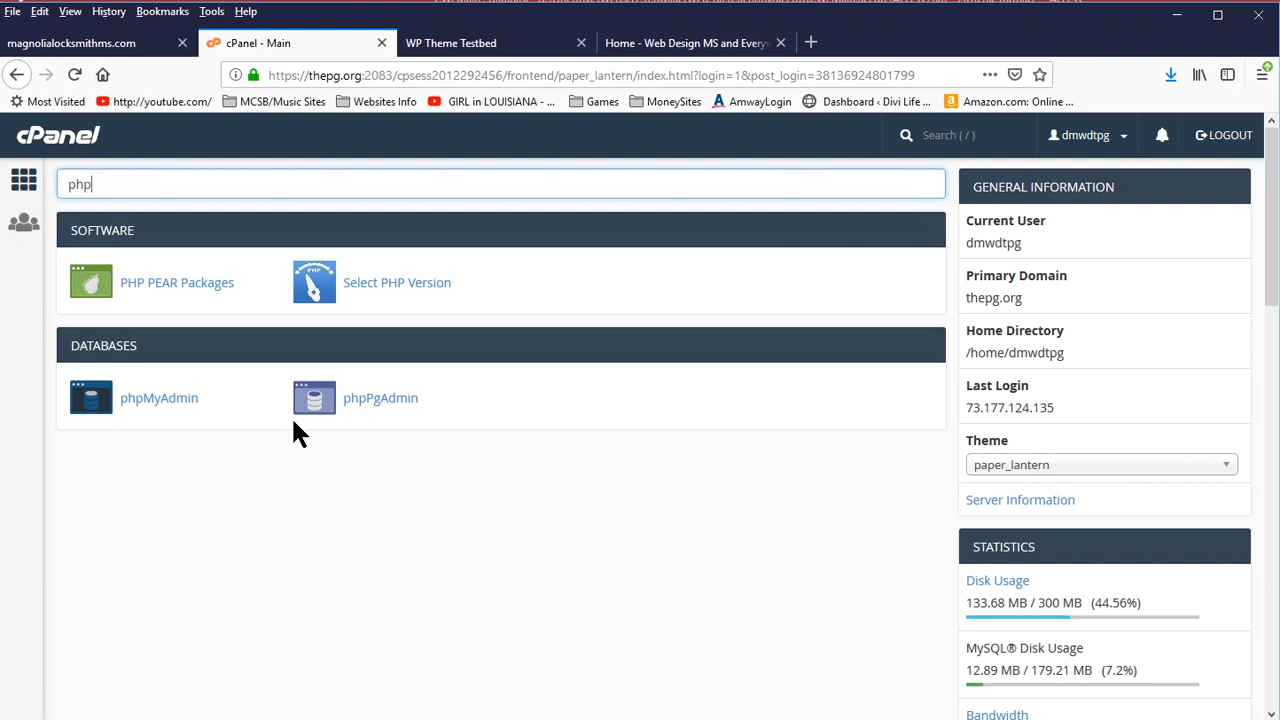 File Edit View History Bookmarks Tools Help
magnolialocksmithms.com cPanel - Main WP Theme Testbed Home - Web Design MS and Everyw
https://thepg.org:2083/cpsess2012292456/frontend/paper_lantern/index.html?login=1&post_login=38136924801799
Most Visited http://youtube.com/ MCSB/Music Sites Websites Info GIRL in LOUISIANA - ... Games MoneySites AmwayLogin Dashboard ‹ Divi Life ... Amazon.com: Online ...
cPanel Search ( / ) dmwdtpg LOGOUT
php
SOFTWARE
PHP PEAR Packages
PHP
Select PHP Version
DATABASES
phpMyAdmin
phpPgAdmin
GENERAL INFORMATION
Current User
dmwdtpg
Primary Domain
thepg.org
Home Directory
/home/dmwdtpg
Last Login
73.177.124.135
Theme
paper_lantern
Server Information
STATISTICS
Disk Usage
133.68 MB / 300 MB (44.56%)
MySQL® Disk Usage
12.89 MB / 179.21 MB (7.2%)
Bandwidth